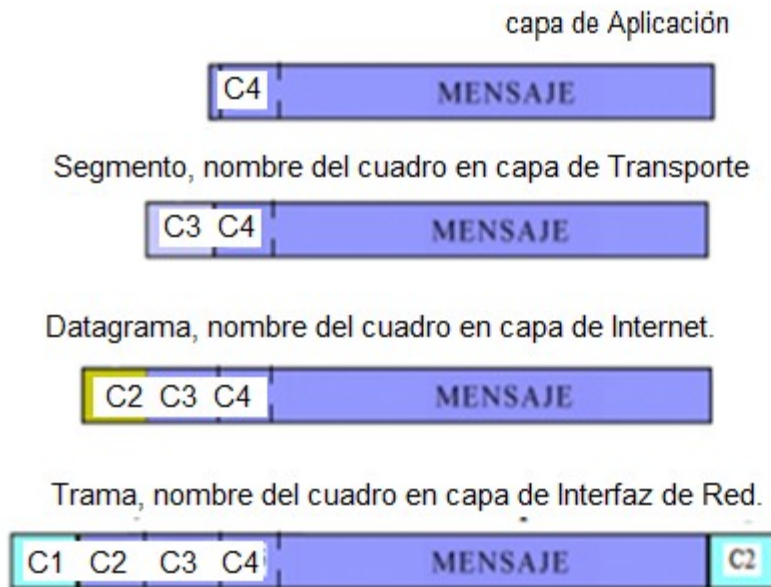 capa de Aplicación
C4 MENSAJE
Segmento, nombre del cuadro en capa de Transporte
C3 C4 MENSAJE
Datagrama, nombre del cuadro en capa de Internet.
C2 C3 C4 MENSAJE
Trama, nombre del cuadro en capa de Interfaz de Red.
C1 C2 C3 C4 MENSAJE C2